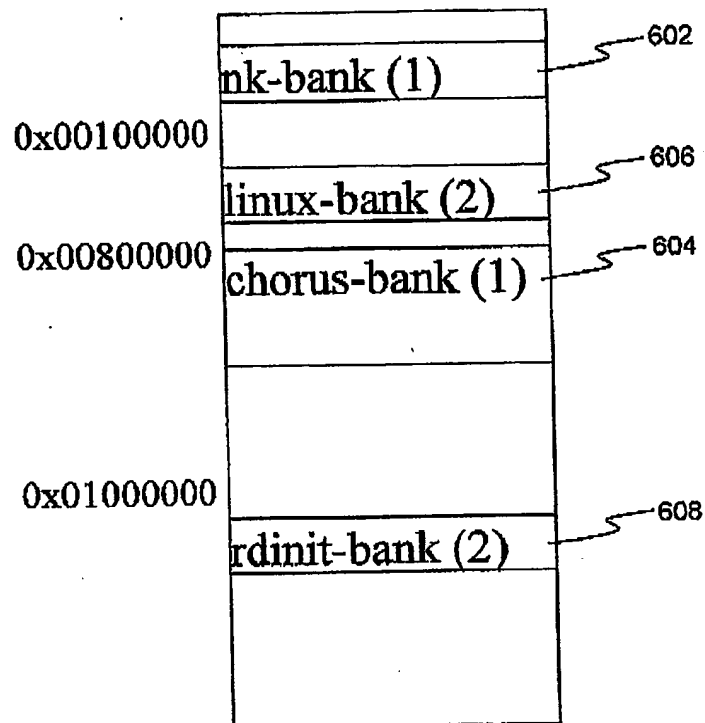 602
nk-bank (1)
0x00100000
606
linux-bank (2)
0x00800000
604
chorus-bank (1)
0x01000000
608
rdinit-bank (2)